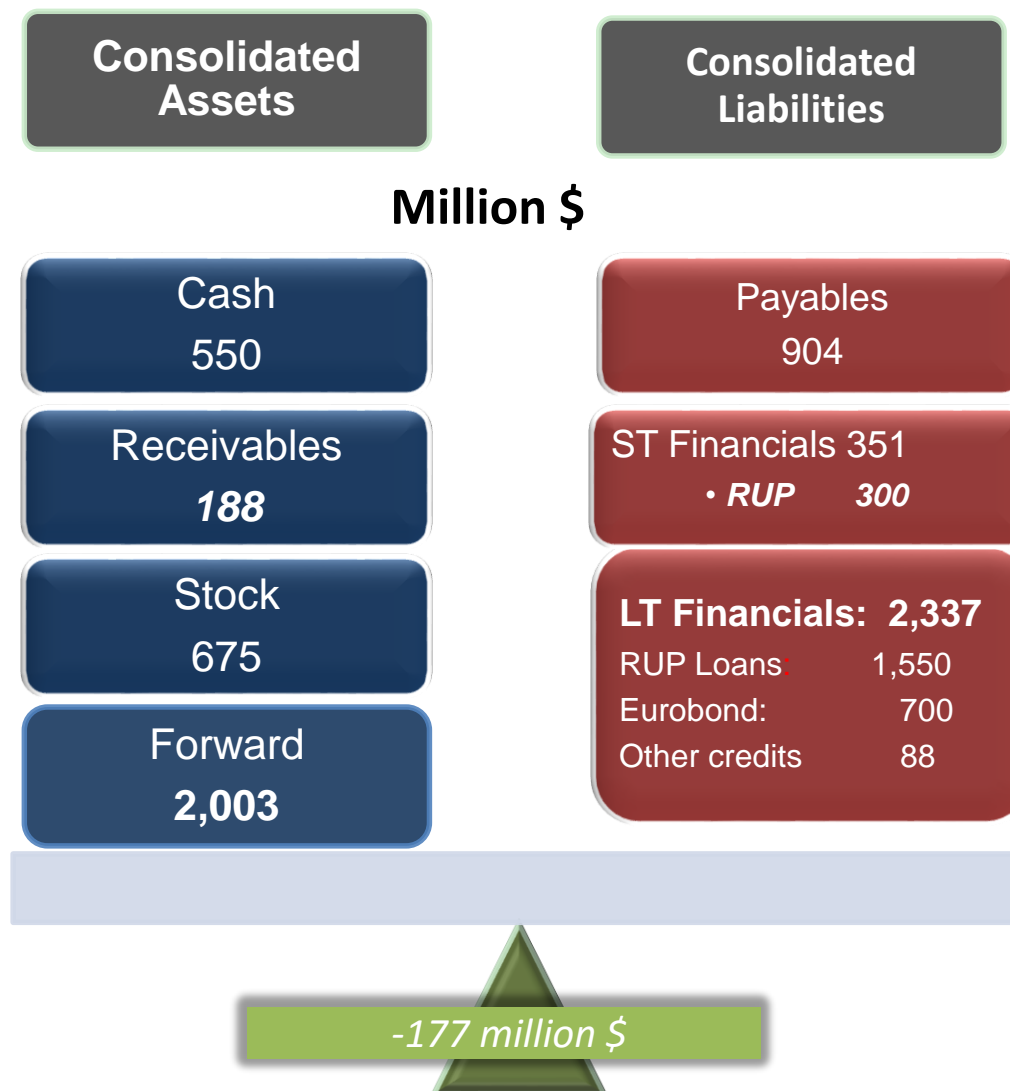 Consolidated
Assets
Consolidated
Liabilities
Million $
Cash
550
Receivables
188
Stock
675
Forward
2,003
Payables
904
ST Financials 351
• RUP 300
LT Financials: 2,337
RUP Loans: 1,550
Eurobond: 700
Other credits 88
-177 million $